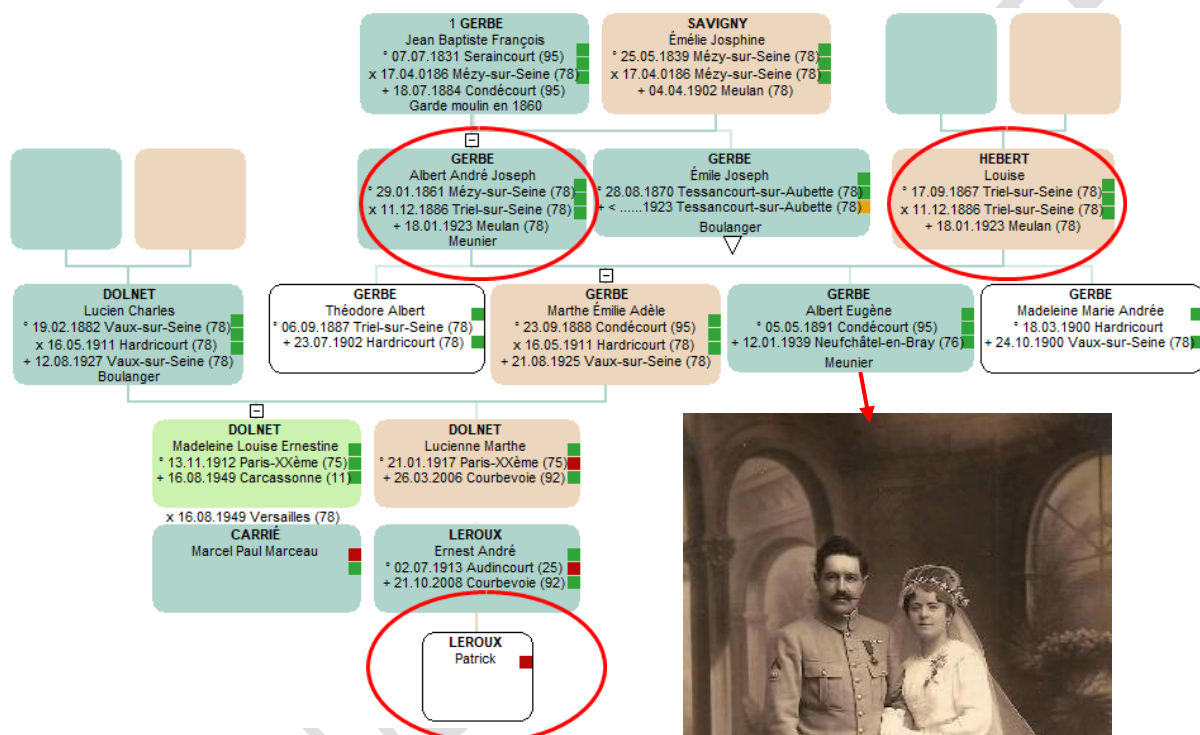 1 GERBE
Jean Baptiste François
° 07.07.1831 Seraincourt (95)
x 17.04.0186 Mézy-sur-Seine (78)
+ 18.07.1884 Condécourt (95)
Garde moulin en 1860
SAVIGNY
Émélie Josphine
° 25.05.1839 Mézy-sur-Seine (78)
x 17.04.0186 Mézy-sur-Seine (78)
+ 04.04.1902 Meulan (78)
GERBE
Albert André Joseph
° 29.01.1861 Mézy-sur-Seine (78)
x 11.12.1886 Triel-sur-Seine (78)
+ 18.01.1923 Meulan (78)
Meunier
GERBE
Émile Joseph
° 28.08.1870 Tessancourt-sur-Aubette (78)
+ < ......1923 Tessancourt-sur-Aubette (78)
Boulanger
HEBERT
Louise
° 17.09.1867 Triel-sur-Seine (78)
x 11.12.1886 Triel-sur-Seine (78)
+ 18.01.1923 Meulan (78)
DOLNET
Lucien Charles
° 19.02.1882 Vaux-sur-Seine (78)
x 16.05.1911 Hardricourt (78)
+ 12.08.1927 Vaux-sur-Seine (78)
Boulanger
GERBE
Théodore Albert
° 06.09.1887 Triel-sur-Seine (78)
+ 23.07.1902 Hardricourt (78)
GERBE
Marthe Émilie Adèle
° 23.09.1888 Condécourt (95)
x 16.05.1911 Hardricourt (78)
+ 21.08.1925 Vaux-sur-Seine (78)
GERBE
Albert Eugène
° 05.05.1891 Condécourt (95)
+ 12.01.1939 Neufchâtel-en-Bray (76)
Meunier
GERBE
Madeleine Marie Andrée
° 18.03.1900 Hardricourt
+ 24.10.1900 Vaux-sur-Seine (78)
DOLNET
Madeleine Louise Ernestine
° 13.11.1912 Paris-XXème (75)
+ 16.08.1949 Carcassonne (11)
DOLNET
Lucienne Marthe
° 21.01.1917 Paris-XXème (75)
+ 26.03.2006 Courbevoie (92)
x 16.08.1949 Versailles (78)
CARRIÉ
Marcel Paul Marceau
LEROUX
Ernest André
° 02.07.1913 Audincourt (25)
+ 21.10.2008 Courbevoie (92)
LEROUX
Patrick